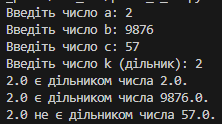 Введіть число a: 2
Введіть число b: 9876
Введіть число c: 57
Введіть число k (дільник): 2
2.0 є дільником числа 2.0.
2.0 є дільником числа 9876.0.
2.0 не є дільником числа 57.0.